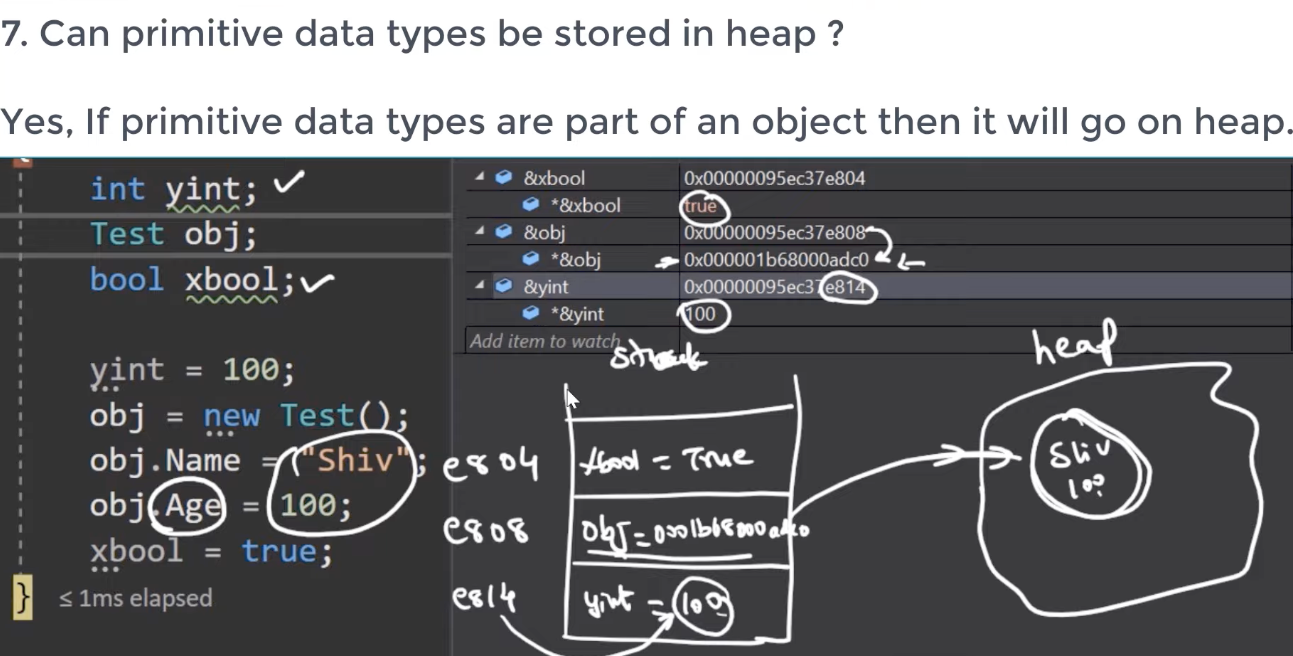 7. Can primitive data types be stored in heap ?
Yes, If primitive data types are part of an object then it will go on heap.
int yint;
Test obj;
bool xbool;
yint = 100;
obj = new Test();
obj.Name = "Shiv";
obj.Age = 100;
xbool = true;
}
≤ 1ms elapsed
&xbool 0x00000095ec37e804
*&xbool true
&obj 0x00000095ec37e808
*&obj 0x000001b68000adc0
&yint 0x00000095ec37e814
*&yint 100
Add item to watch
stack
e804 xbool = True
e808 obj =
e814 yint = 100
heap
Shiv
100